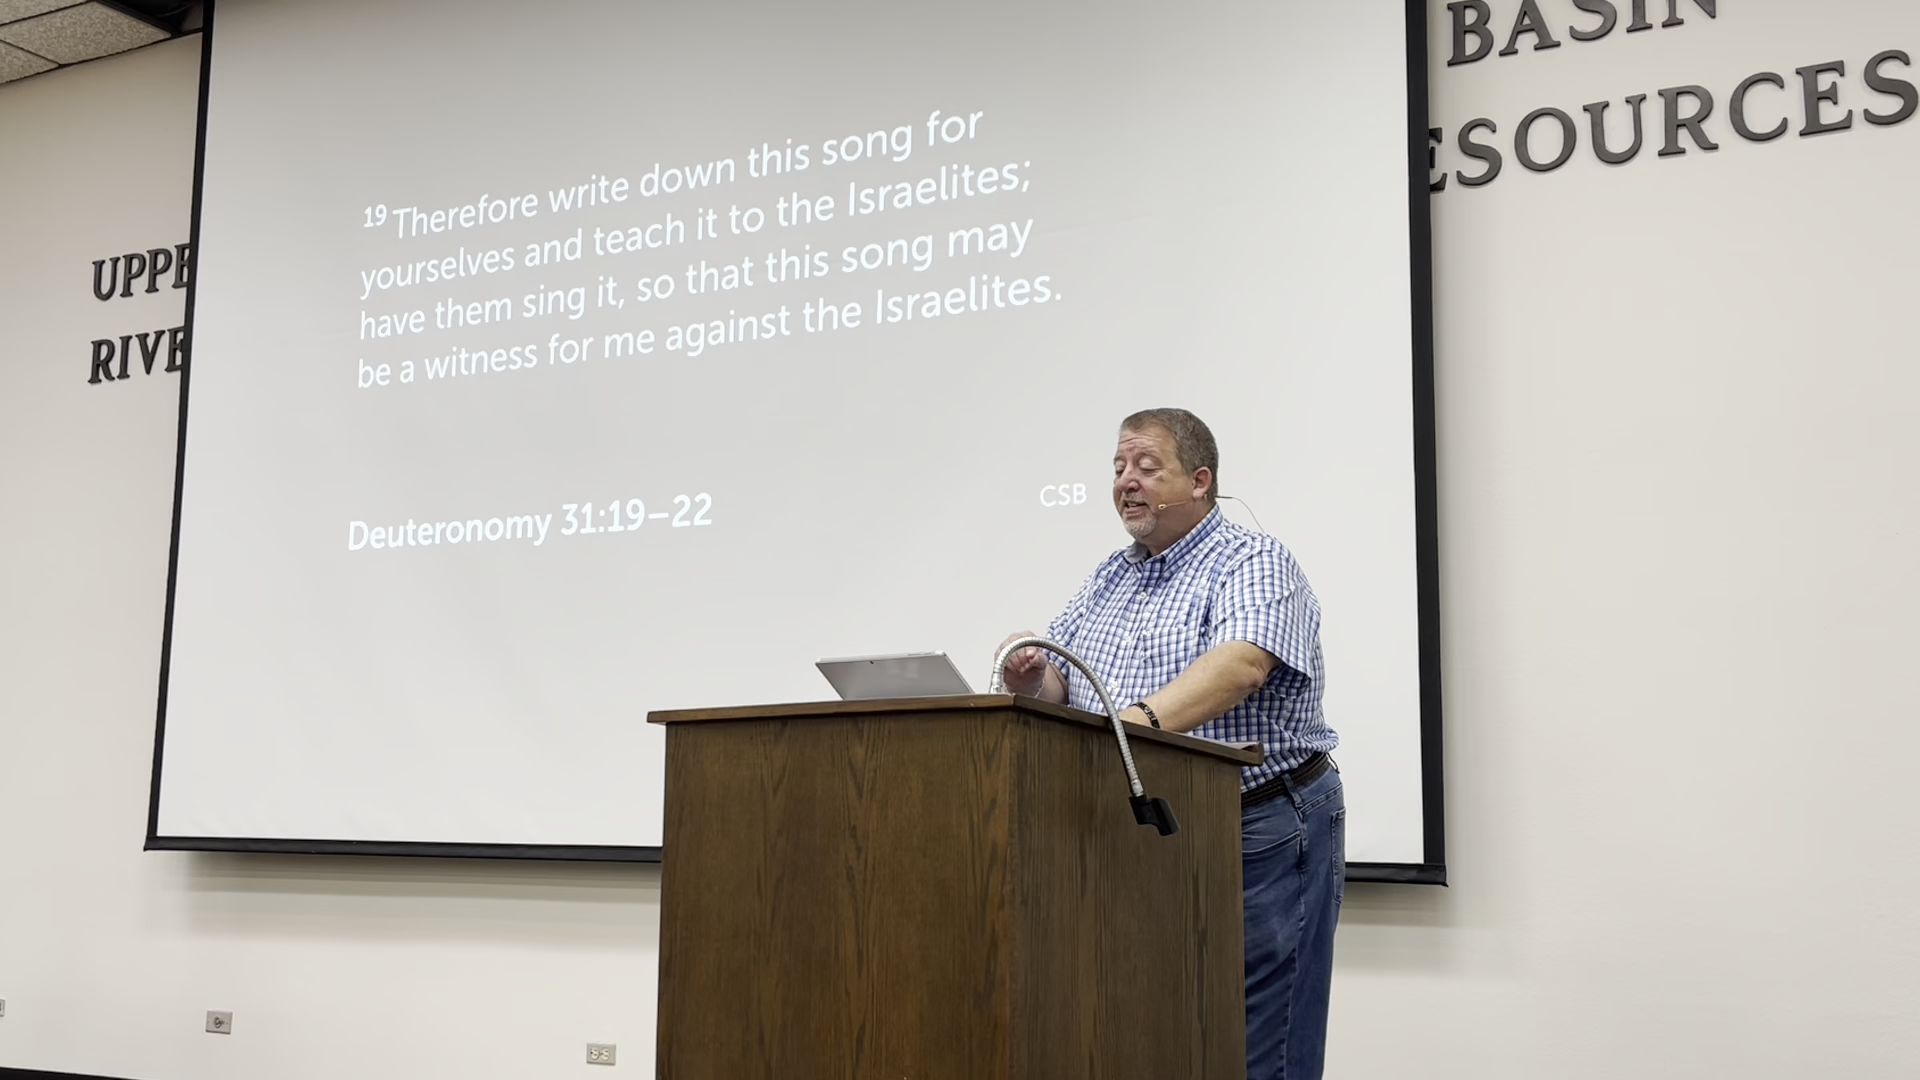 BASIN
ESOURCES
UPPE
RIVE
19 Therefore write down this song for
yourselves and teach it to the Israelites;
have them sing it, so that this song may
be a witness for me against the Israelites.
Deuteronomy 31:19–22
CSB